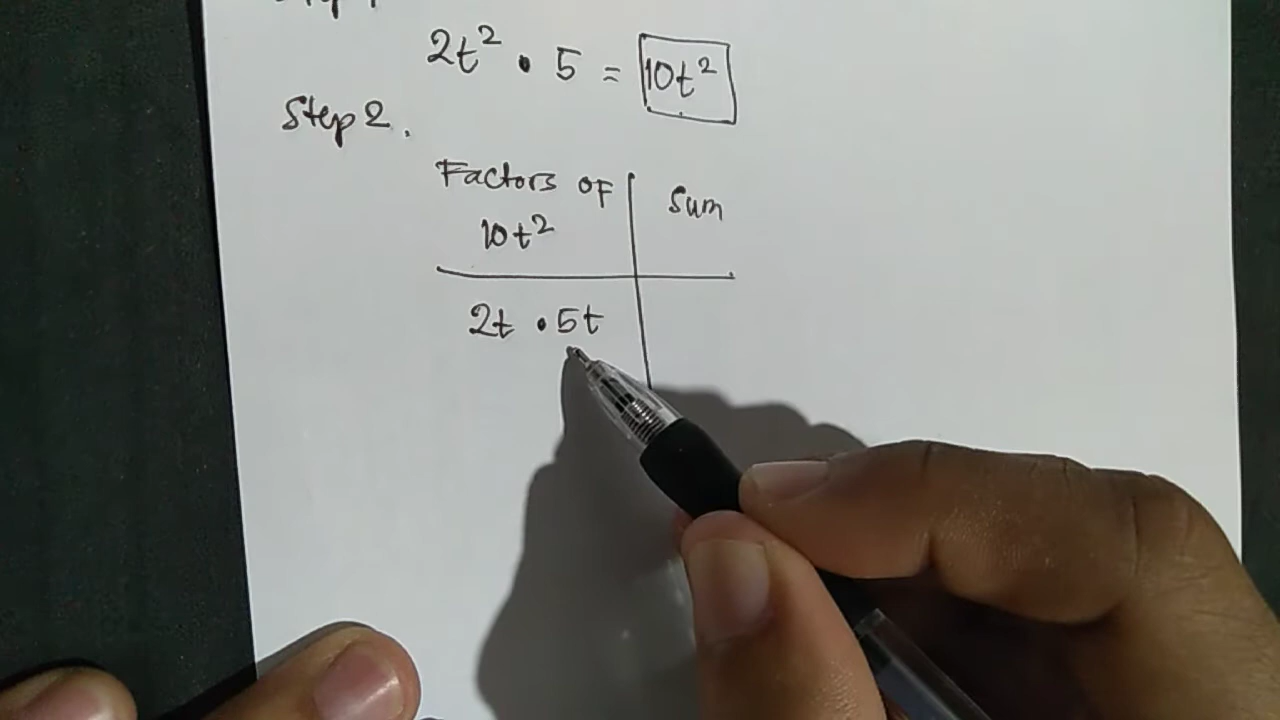 2t² • 5 = 10t²
Step 2.
Factors of
10t²
Sum
2t • 5t